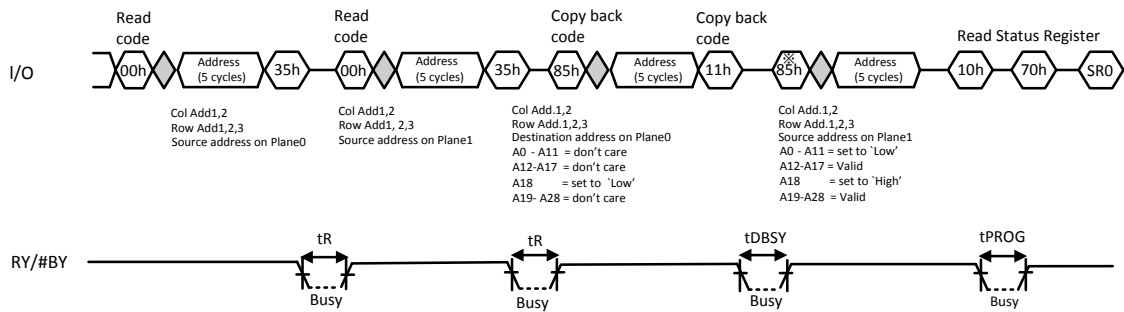 Read
code
Read
code
Copy back
code
Copy back
code
Read Status Register
I/O
00h
Address
(5 cycles)
35h
00h
Address
(5 cycles)
35h
85h
Address
(5 cycles)
11h
※
85h
Address
(5 cycles)
10h
70h
SR0
Col Add1,2
Row Add1,2,3
Source address on Plane0
Col Add1,2
Row Add1, 2,3
Source address on Plane1
Col Add.1,2
Row Add.1,2,3
Destination address on Plane0
A0 - A11 = don't care
A12-A17 = don't care
A18 = set to `Low'
A19- A28 = don't care
Col Add.1,2
Row Add.1,2,3
Source address on Plane1
A0 - A11 = set to `Low'
A12-A17 = Valid
A18 = set to `High'
A19-A28 = Valid
RY/#BY
tR
Busy
tR
Busy
tDBSY
Busy
tPROG
Busy